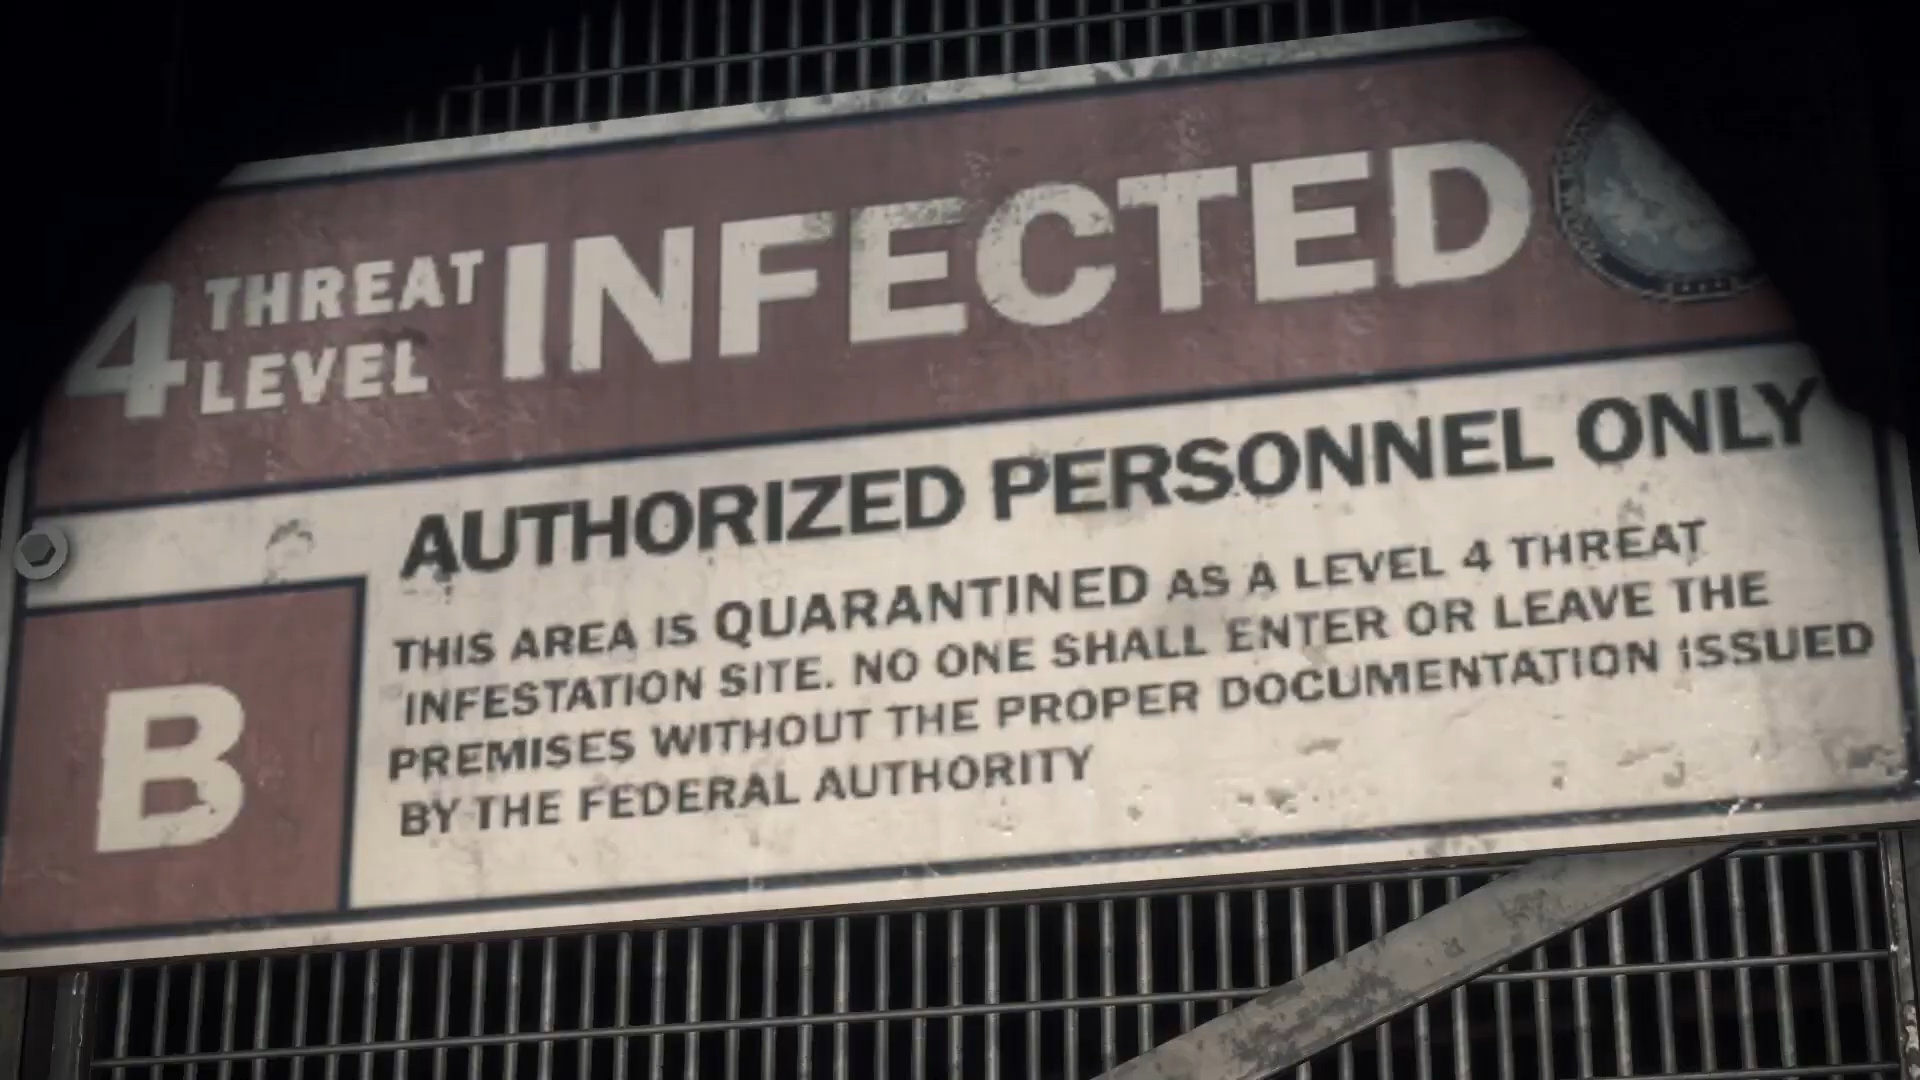 4 THREAT LEVEL INFECTED
AUTHORIZED PERSONNEL ONLY
B
THIS AREA IS QUARANTINED AS A LEVEL 4 THREAT
INFESTATION SITE. NO ONE SHALL ENTER OR LEAVE THE
PREMISES WITHOUT THE PROPER DOCUMENTATION ISSUED
BY THE FEDERAL AUTHORITY